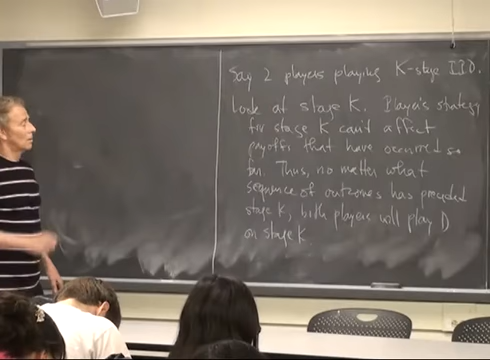 Say 2 players playing K-stage IPD.
Look at stage K. Player's strategy
for stage K can't affect
payoffs that have occurred so
far. Thus, no matter what
sequence of outcomes has preceded
stage K, both players will play D
on stage K.